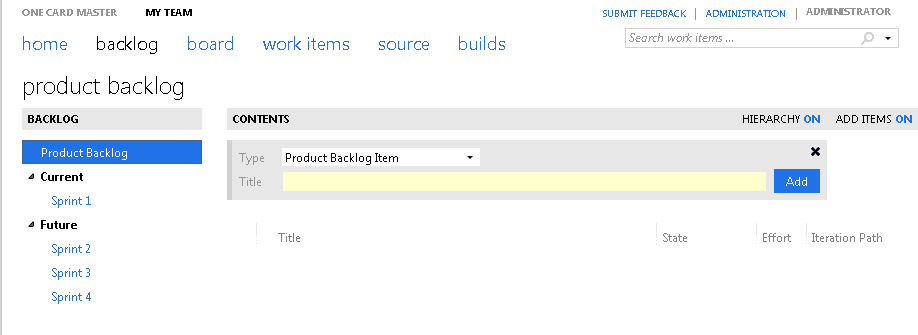 ONE CARD MASTER MY TEAM SUBMIT FEEDBACK | ADMINISTRATION | ADMINISTRATOR
home backlog board work items source builds Search work items ...
product backlog
BACKLOG CONTENTS HIERARCHY ON ADD ITEMS ON
Product Backlog Type Product Backlog Item
Current Title Add
Sprint 1
Future Title State Effort Iteration Path
Sprint 2
Sprint 3
Sprint 4